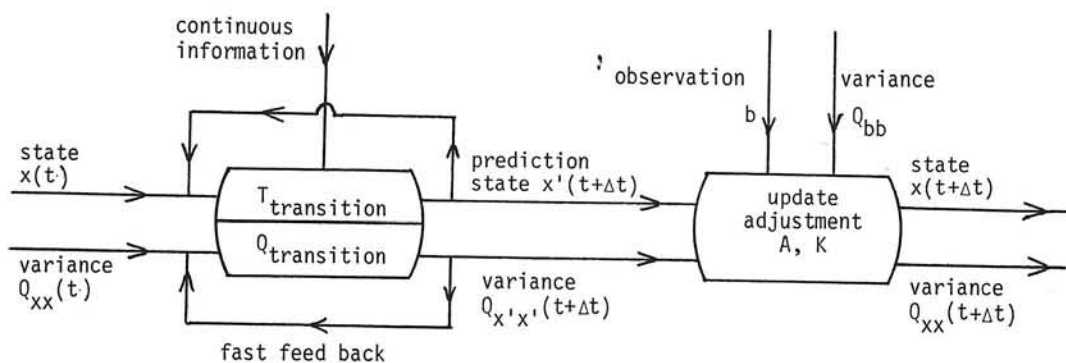 continuous
information
observation
variance
b
Q_bb
state
x(t)
prediction
state x'(t+Δt)
state
x(t+Δt)
T_transition
Q_transition
update
adjustment
A, K
variance
Q_xx(t)
variance
Q_x'x'(t+Δt)
variance
Q_xx(t+Δt)
fast feed back